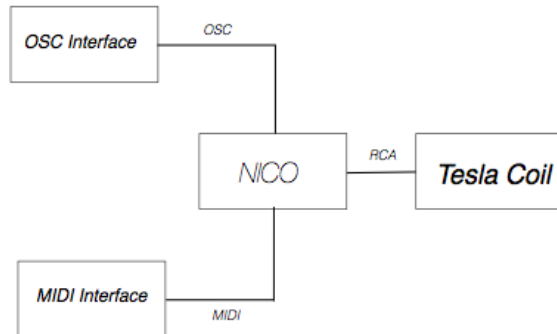 OSC Interface
OSC
NICO
RCA
Tesla Coil
MIDI Interface
MIDI